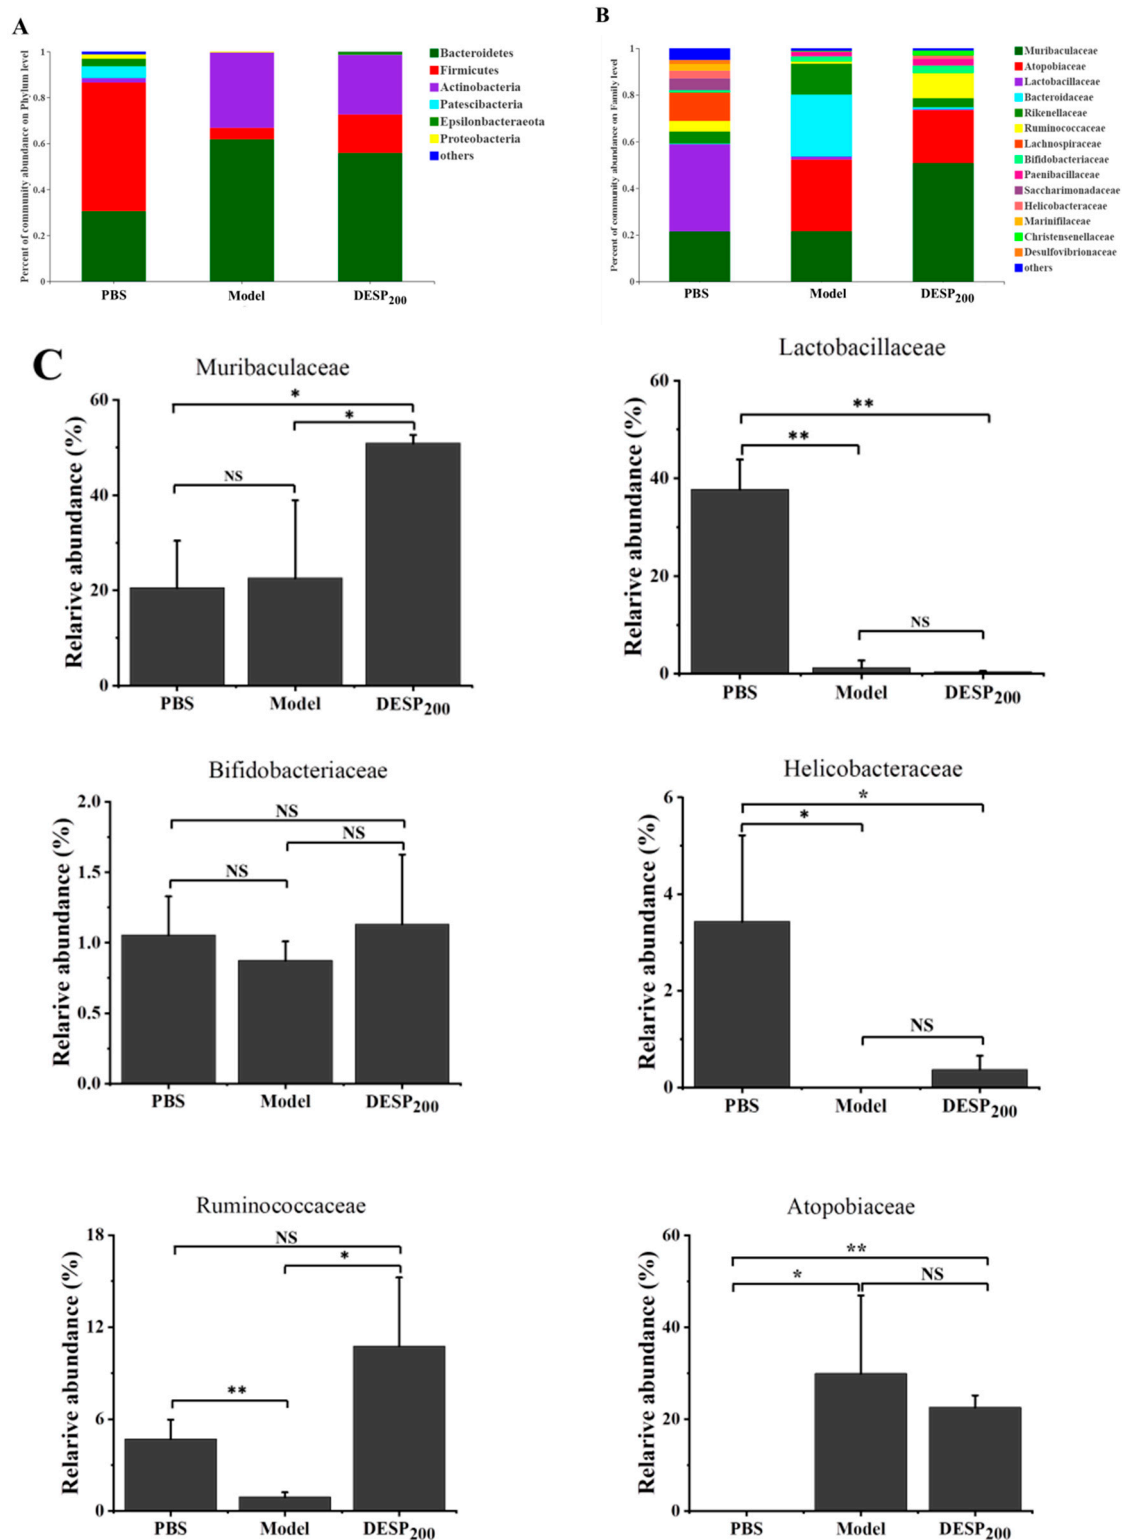 A
Percent of community abundance on Phylum level
1
0.8
0.6
0.4
0.2
0
PBS
Model
DESP200
Bacteroidetes
Firmicutes
Actinobacteria
Patescibacteria
Epsilonbacteraeota
Proteobacteria
others
B
Percent of community abundance on Family level
1
0.8
0.6
0.4
0.2
0
PBS
Model
DESP200
Muribaculaceae
Atopobiaceae
Lactobacillaceae
Bacteroidaceae
Rikenellaceae
Ruminococcaceae
Lachnospiraceae
Bifidobacteriaceae
Paenibacillaceae
Saccharimonadaceae
Helicobacteraceae
Marinifilaceae
Christensenellaceae
Desulfovibrionaceae
others
C
Muribaculaceae
Relarive abundance (%)
60
40
20
0
*
*
NS
PBS
Model
DESP200
Lactobacillaceae
Relarive abundance (%)
60
40
20
0
**
**
NS
PBS
Model
DESP200
Bifidobacteriaceae
Relarive abundance (%)
2.0
1.5
1.0
0.5
0.0
NS
NS
NS
PBS
Model
DESP200
Helicobacteraceae
Relarive abundance (%)
6
4
2
0
*
*
NS
PBS
Model
DESP200
Ruminococcaceae
Relarive abundance (%)
18
12
6
0
NS
*
**
PBS
Model
DESP200
Atopobiaceae
Relarive abundance (%)
60
40
20
0
**
*
NS
PBS
Model
DESP200